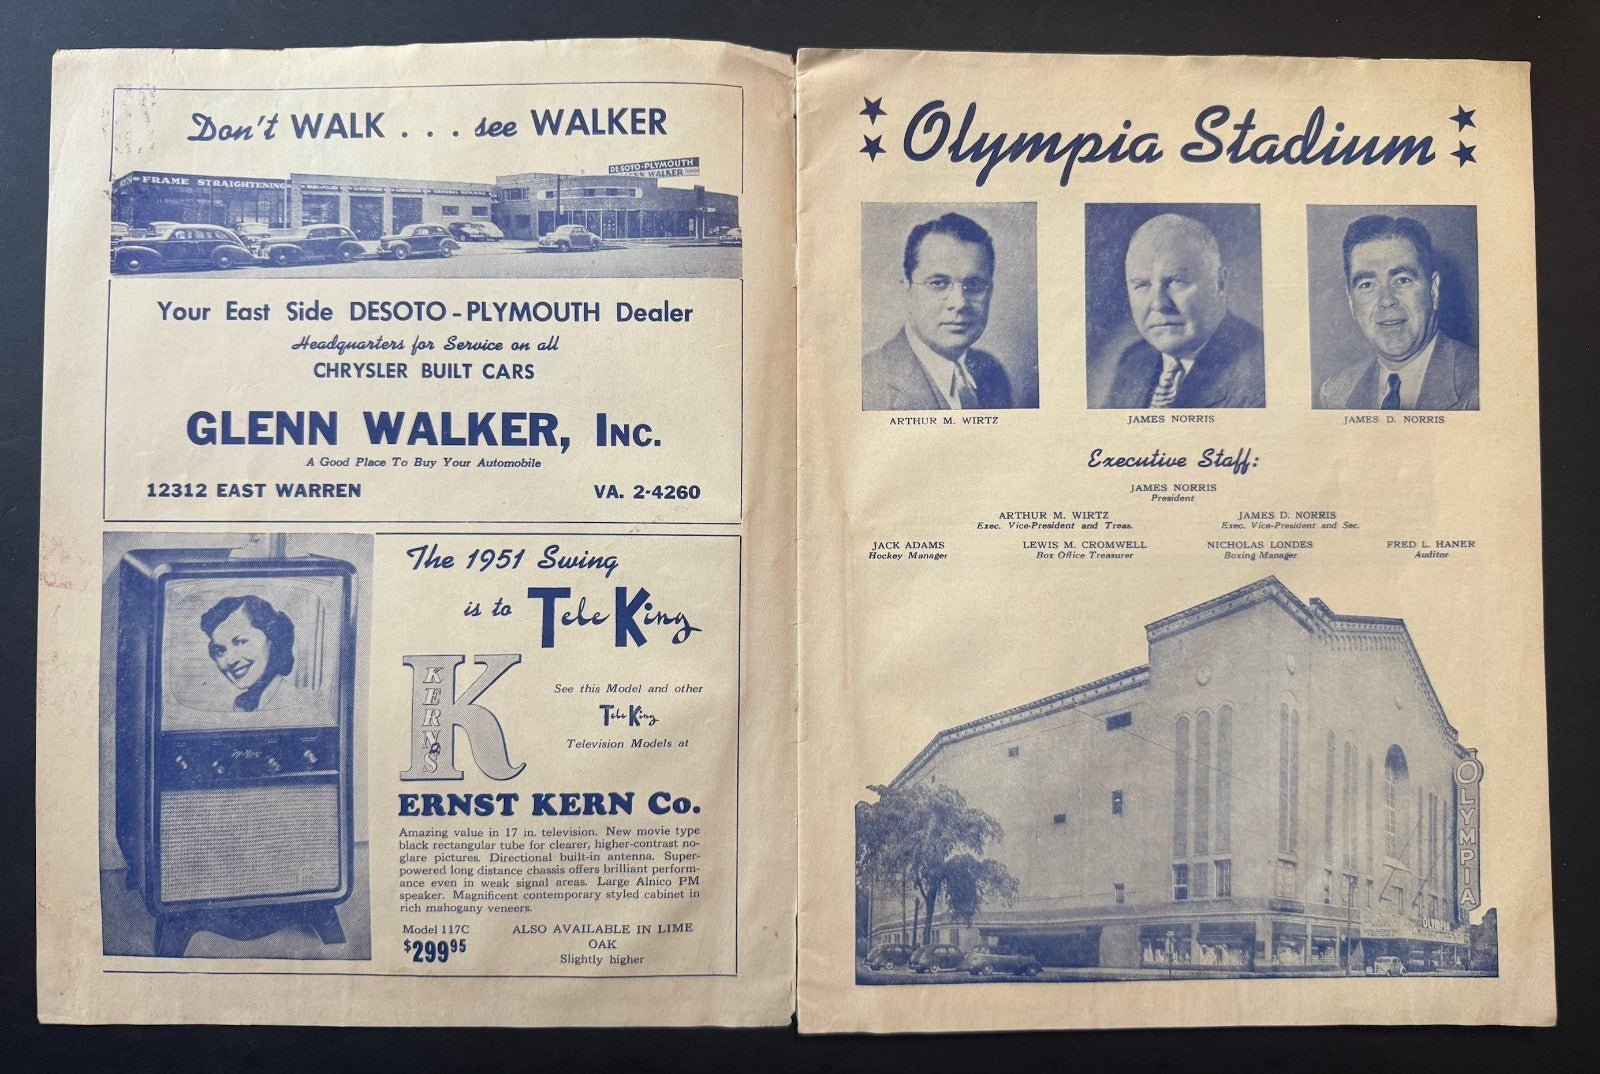 Don't WALK . . . see WALKER
FRAME STRAIGHTENING
DESOTO-PLYMOUTH
GLENN WALKER
Your East Side DESOTO-PLYMOUTH Dealer
Headquarters for Service on all
CHRYSLER BUILT CARS
GLENN WALKER, INC.
A Good Place To Buy Your Automobile
12312 EAST WARREN VA. 2-4260
The 1951 Swing
is to Tele King
KERN'S
K
See this Model and other
Tele King
Television Models at
ERNST KERN Co.
Amazing value in 17 in. television. New movie type
black rectangular tube for clearer, higher-contrast no-
glare pictures. Directional built-in antenna. Super-
powered long distance chassis offers brilliant perform-
ance even in weak signal areas. Large Alnico PM
speaker. Magnificent contemporary styled cabinet in
rich mahogany veneers.
Model 117C
$299.95
ALSO AVAILABLE IN LIME
OAK
Slightly higher
Olympia Stadium
ARTHUR M. WIRTZ JAMES NORRIS JAMES D. NORRIS
Executive Staff:
JAMES NORRIS
President
ARTHUR M. WIRTZ JAMES D. NORRIS
Exec. Vice-President and Treas. Exec. Vice-President and Sec.
JACK ADAMS LEWIS M. CROMWELL NICHOLAS LONDES FRED L. HANER
Hockey Manager Box Office Treasurer Boxing Manager Auditor
OLYMPIA
OLYMPIA